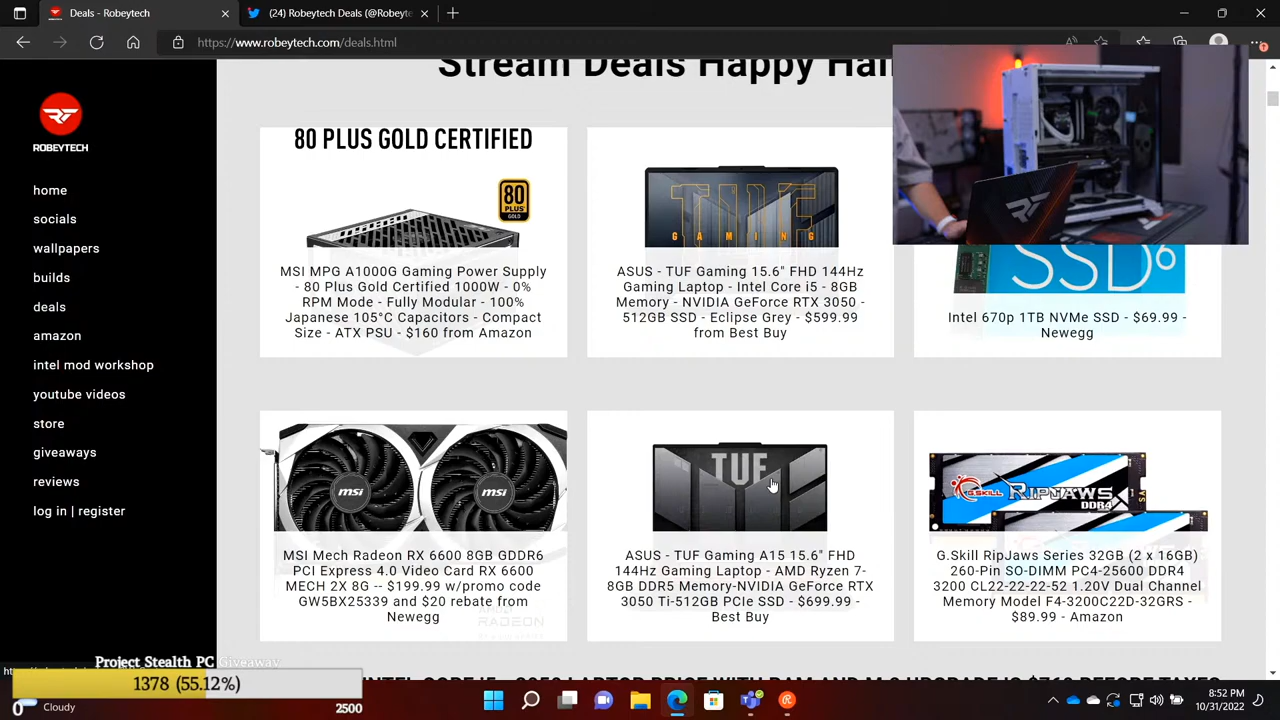 Deals - Robeytech
(24) Robeytech Deals (@Robeyte
https://www.robeytech.com/deals.html
ROBEYTECH
home
socials
wallpapers
builds
deals
amazon
intel mod workshop
youtube videos
store
giveaways
reviews
log in | register
Stream Deals Happy Hal
80 PLUS GOLD CERTIFIED
80
PLUS
GOLD
MSI MPG A1000G Gaming Power Supply
- 80 Plus Gold Certified 1000W - 0%
RPM Mode - Fully Modular - 100%
Japanese 105°C Capacitors - Compact
Size - ATX PSU - $160 from Amazon
TUF
GAMING
ASUS - TUF Gaming 15.6" FHD 144Hz
Gaming Laptop - Intel Core i5 - 8GB
Memory - NVIDIA GeForce RTX 3050 -
512GB SSD - Eclipse Grey - $599.99
from Best Buy
SSD6
Intel 670p 1TB NVMe SSD - $69.99 -
Newegg
msi
msi
MSI Mech Radeon RX 6600 8GB GDDR6
PCI Express 4.0 Video Card RX 6600
MECH 2X 8G -- $199.99 w/promo code
GW5BX25339 and $20 rebate from
Newegg
RADEON
TUF
ASUS - TUF Gaming A15 15.6" FHD
144Hz Gaming Laptop - AMD Ryzen 7-
8GB DDR5 Memory-NVIDIA GeForce RTX
3050 Ti-512GB PCIe SSD - $699.99 -
Best Buy
G.SKILL RIPJAWS
DDR4
G.Skill RipJaws Series 32GB (2 x 16GB)
260-Pin SO-DIMM PC4-25600 DDR4
3200 CL22-22-22-52 1.20V Dual Channel
Memory Model F4-3200C22D-32GRS -
$89.99 - Amazon
Project Stealth PC Giveaway
1378 (55.12%)
0
2500
Cloudy
8:52 PM
10/31/2022